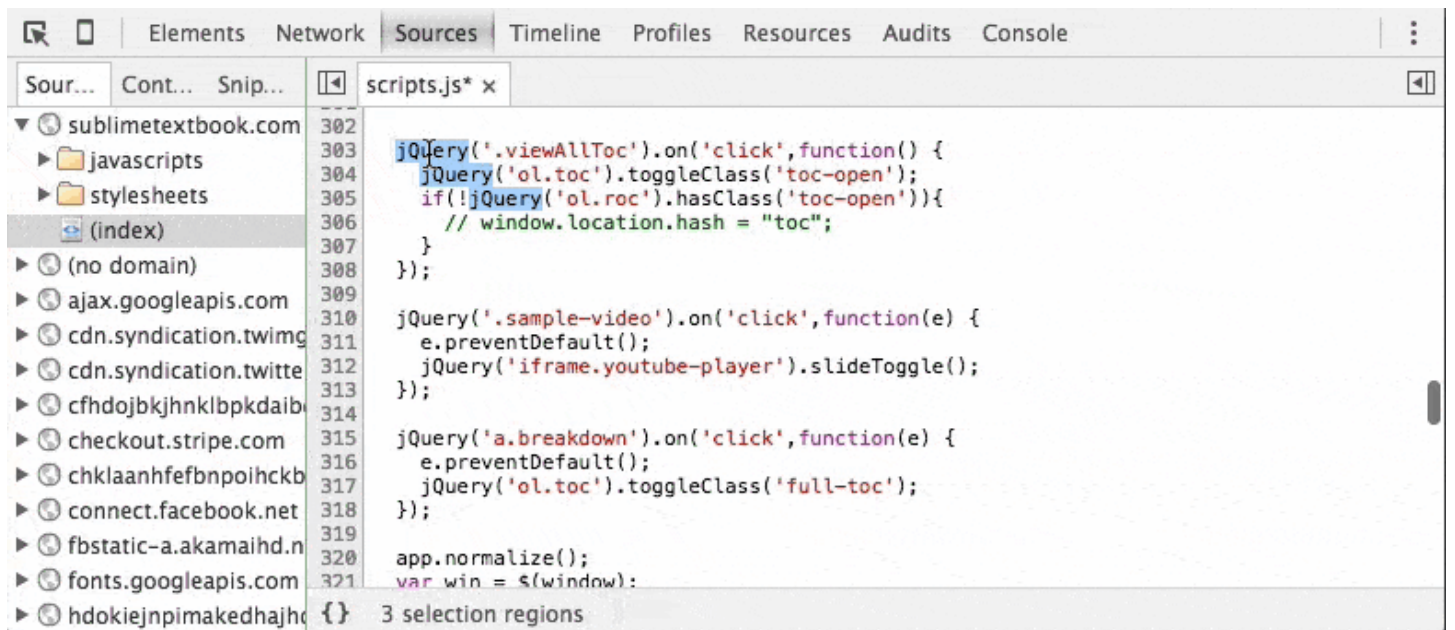 Elements Network Sources Timeline Profiles Resources Audits Console
Sour... Cont... Snip...
scripts.js* ×
sublimetextbook.com
javascripts
stylesheets
(index)
(no domain)
ajax.googleapis.com
cdn.syndication.twimg
cdn.syndication.twitte
cfhdojbkjhnklbpkdaib
checkout.stripe.com
chklaanhfefbnpoihckb
connect.facebook.net
fbstatic-a.akamaihd.n
fonts.googleapis.com
hdokiejnpimakedhajhd
302
303 jQuery('.viewAllToc').on('click',function() {
304 jQuery('ol.toc').toggleClass('toc-open');
305 if(!jQuery('ol.roc').hasClass('toc-open')){
306 // window.location.hash = "toc";
307 }
308 });
309
310 jQuery('.sample-video').on('click',function(e) {
311 e.preventDefault();
312 jQuery('iframe.youtube-player').slideToggle();
313 });
314
315 jQuery('a.breakdown').on('click',function(e) {
316 e.preventDefault();
317 jQuery('ol.toc').toggleClass('full-toc');
318 });
319
320 app.normalize();
321 var win = $(window);
{} 3 selection regions